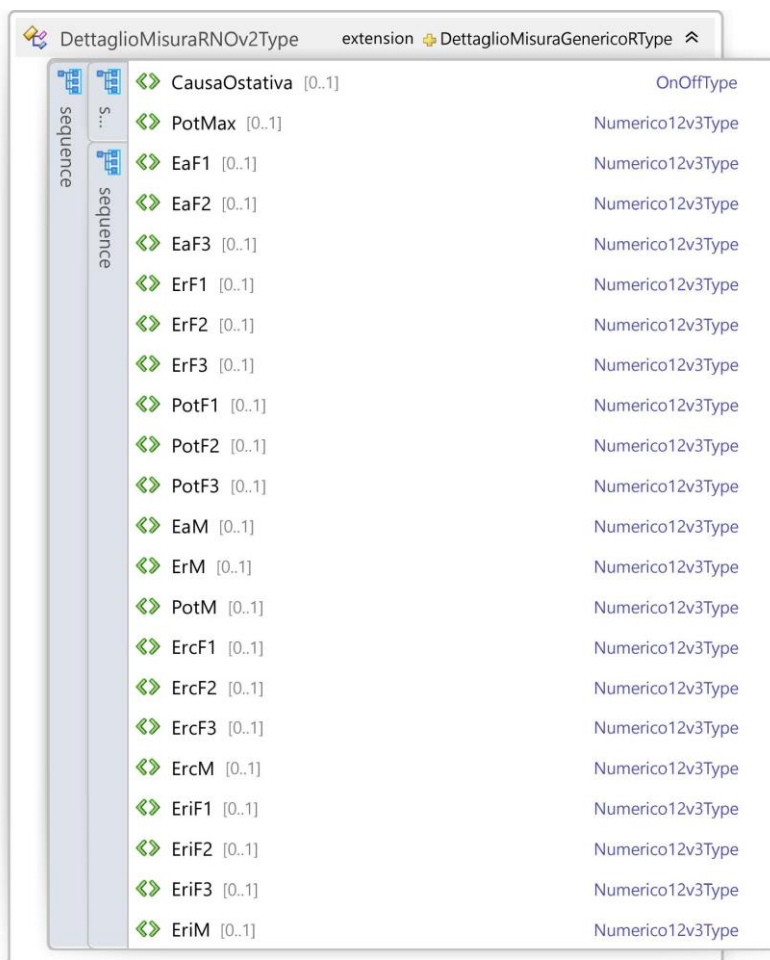 DettaglioMisuraRNOv2Type extension DettaglioMisuraGenericoRType
sequence
s...
sequence
CausaOstativa [0..1] OnOffType
PotMax [0..1] Numerico12v3Type
EaF1 [0..1] Numerico12v3Type
EaF2 [0..1] Numerico12v3Type
EaF3 [0..1] Numerico12v3Type
ErF1 [0..1] Numerico12v3Type
ErF2 [0..1] Numerico12v3Type
ErF3 [0..1] Numerico12v3Type
PotF1 [0..1] Numerico12v3Type
PotF2 [0..1] Numerico12v3Type
PotF3 [0..1] Numerico12v3Type
EaM [0..1] Numerico12v3Type
ErM [0..1] Numerico12v3Type
PotM [0..1] Numerico12v3Type
ErcF1 [0..1] Numerico12v3Type
ErcF2 [0..1] Numerico12v3Type
ErcF3 [0..1] Numerico12v3Type
ErcM [0..1] Numerico12v3Type
EriF1 [0..1] Numerico12v3Type
EriF2 [0..1] Numerico12v3Type
EriF3 [0..1] Numerico12v3Type
EriM [0..1] Numerico12v3Type